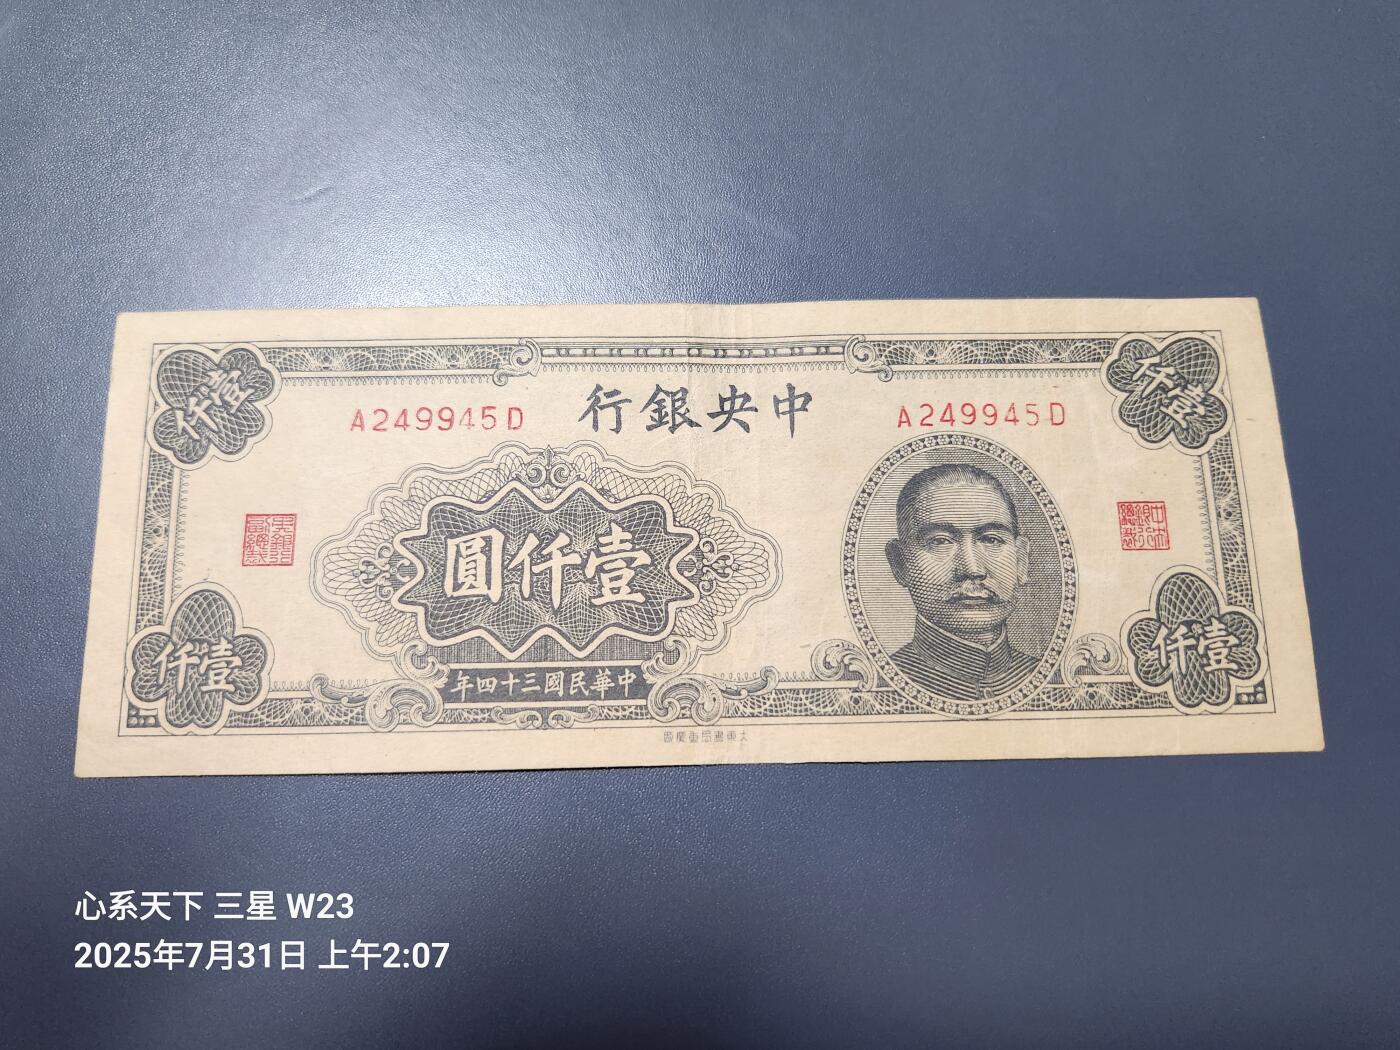 壹仟
壹仟
中央銀行
A249945D
A249945D
壹仟圓
中華民國三十四年
壹仟
壹仟
心系天下 三星 W23
2025年7月31日 上午2:07